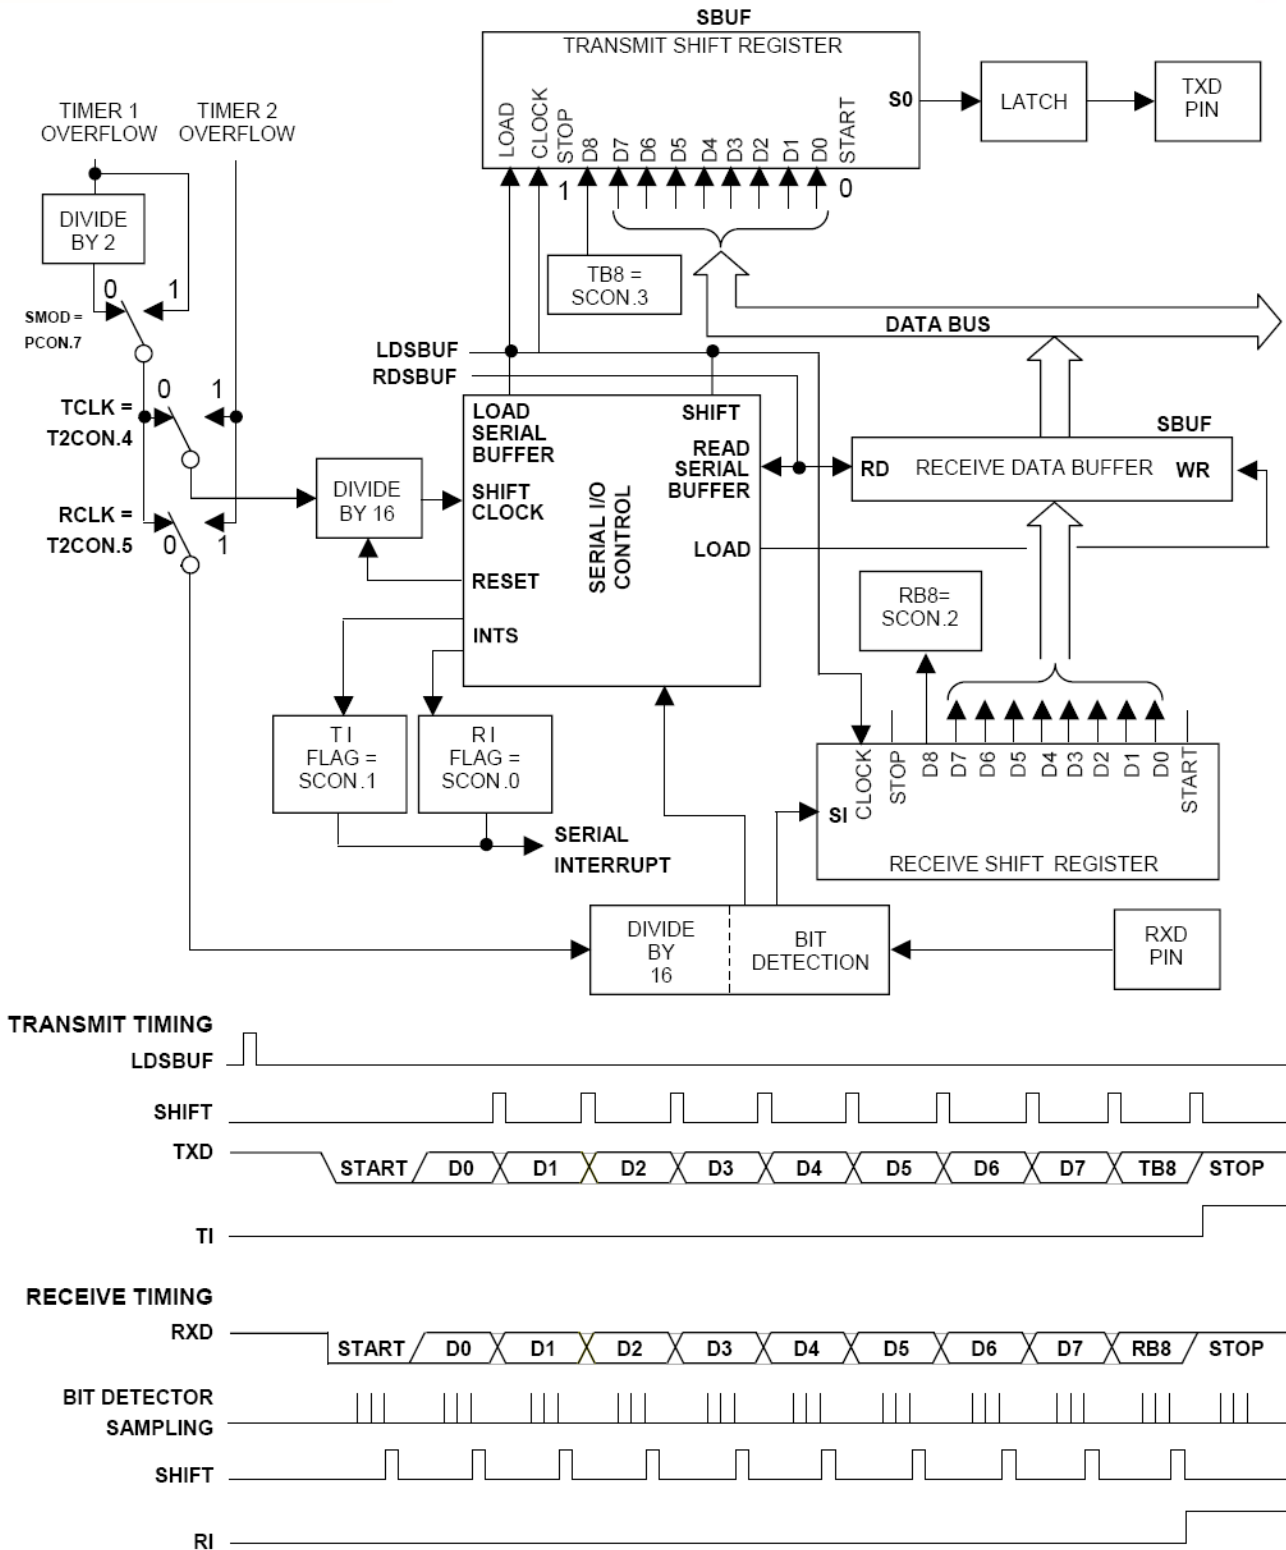 SBUF
TRANSMIT SHIFT REGISTER
LOAD
CLOCK
STOP
D8
D7
D6
D5
D4
D3
D2
D1
D0
START
S0
LATCH
TXD
PIN
1
0
TIMER 1
OVERFLOW
TIMER 2
OVERFLOW
DIVIDE
BY 2
0
1
SMOD =
PCON.7
TB8 =
SCON.3
DATA BUS
LDSBUF
RDSBUF
TCLK =
T2CON.4
0
1
RCLK =
T2CON.5
0
1
DIVIDE
BY 16
LOAD
SERIAL
BUFFER
SHIFT
READ
SERIAL
BUFFER
SHIFT
CLOCK
SERIAL I/O
CONTROL
LOAD
RESET
INTS
SBUF
RD
RECEIVE DATA BUFFER
WR
RB8=
SCON.2
T I
FLAG =
SCON.1
R I
FLAG =
SCON.0
SERIAL
INTERRUPT
SI
CLOCK
STOP
D8
D7
D6
D5
D4
D3
D2
D1
D0
START
RECEIVE SHIFT REGISTER
DIVIDE
BY
16
BIT
DETECTION
RXD
PIN
TRANSMIT TIMING
LDSBUF
SHIFT
TXD
START D0 D1 D2 D3 D4 D5 D6 D7 TB8 STOP
TI
RECEIVE TIMING
RXD
START D0 D1 D2 D3 D4 D5 D6 D7 RB8 STOP
BIT DETECTOR
SAMPLING
SHIFT
RI